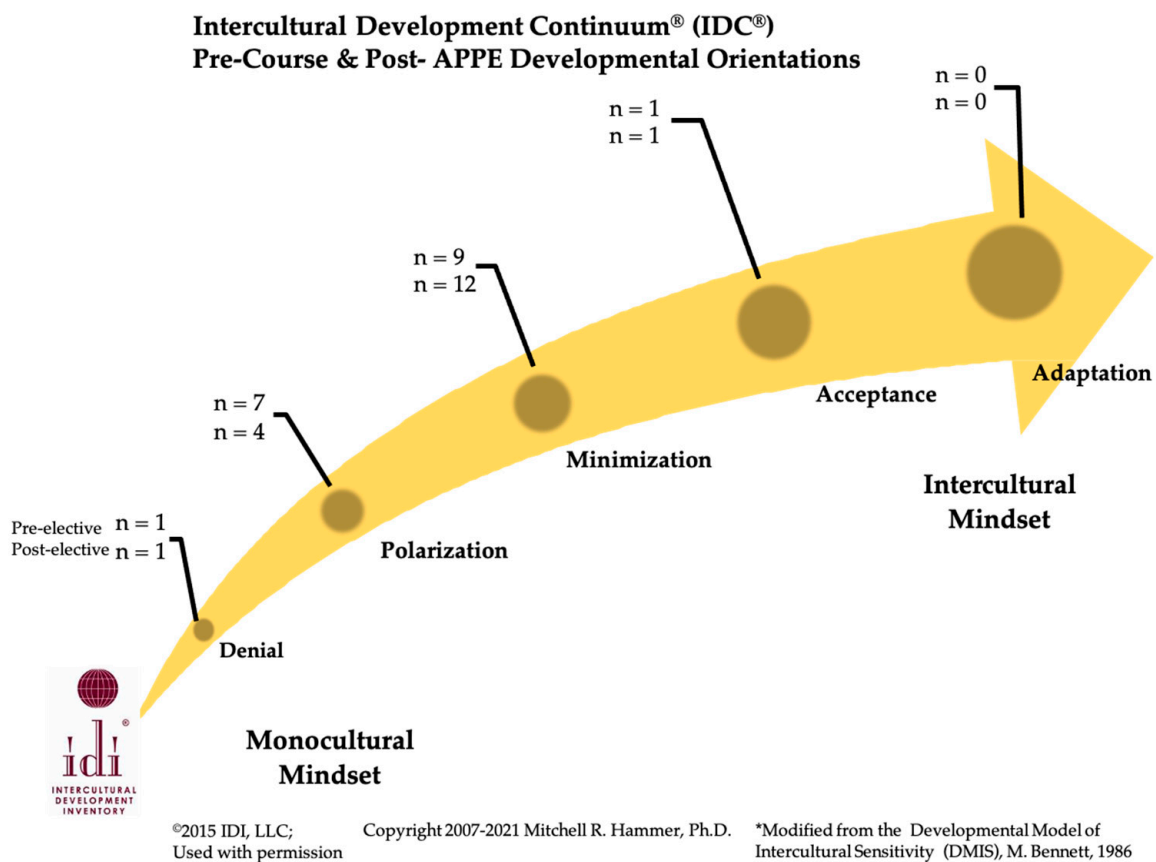 Intercultural Development Continuum® (IDC®)
Pre-Course & Post- APPE Developmental Orientations
n = 0
n = 0
n = 1
n = 1
n = 9
n = 12
n = 7
n = 4
Pre-elective n = 1
Post-elective n = 1
Adaptation
Acceptance
Minimization
Polarization
Denial
Intercultural
Mindset
Monocultural
Mindset
idi®
INTERCULTURAL
DEVELOPMENT
INVENTORY
©2015 IDI, LLC;
Used with permission
Copyright 2007-2021 Mitchell R. Hammer, Ph.D.
*Modified from the Developmental Model of
Intercultural Sensitivity (DMIS), M. Bennett, 1986